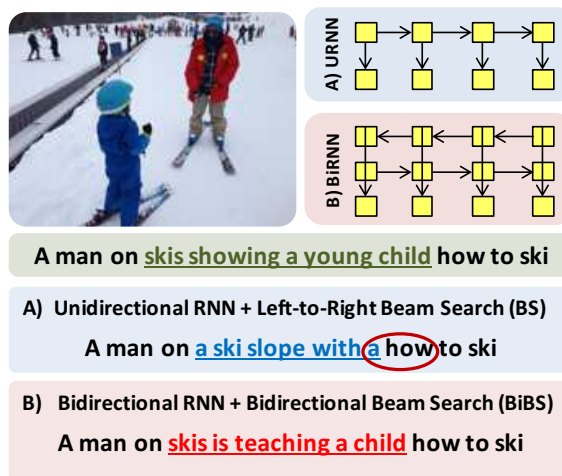 A) URNN
B) BiRNN
A man on skis showing a young child how to ski
A) Unidirectional RNN + Left-to-Right Beam Search (BS)
A man on a ski slope with a how to ski
B) Bidirectional RNN + Bidirectional Beam Search (BiBS)
A man on skis is teaching a child how to ski